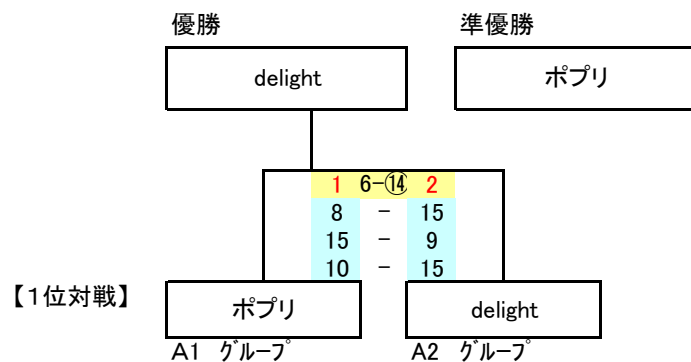 優勝 準優勝
delight ポプリ
1 6-⑭ 2
8 - 15
15 - 9
10 - 15
【1位対戦】 ポプリ delight
A1 グループ A2 グループ